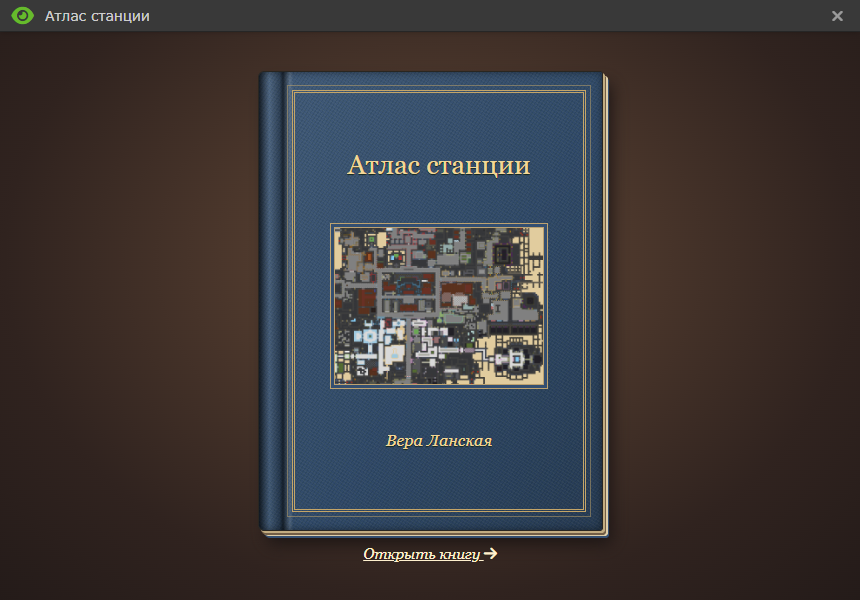 Атлас станции
Атлас станции
Вера Ланская
Открыть книгу